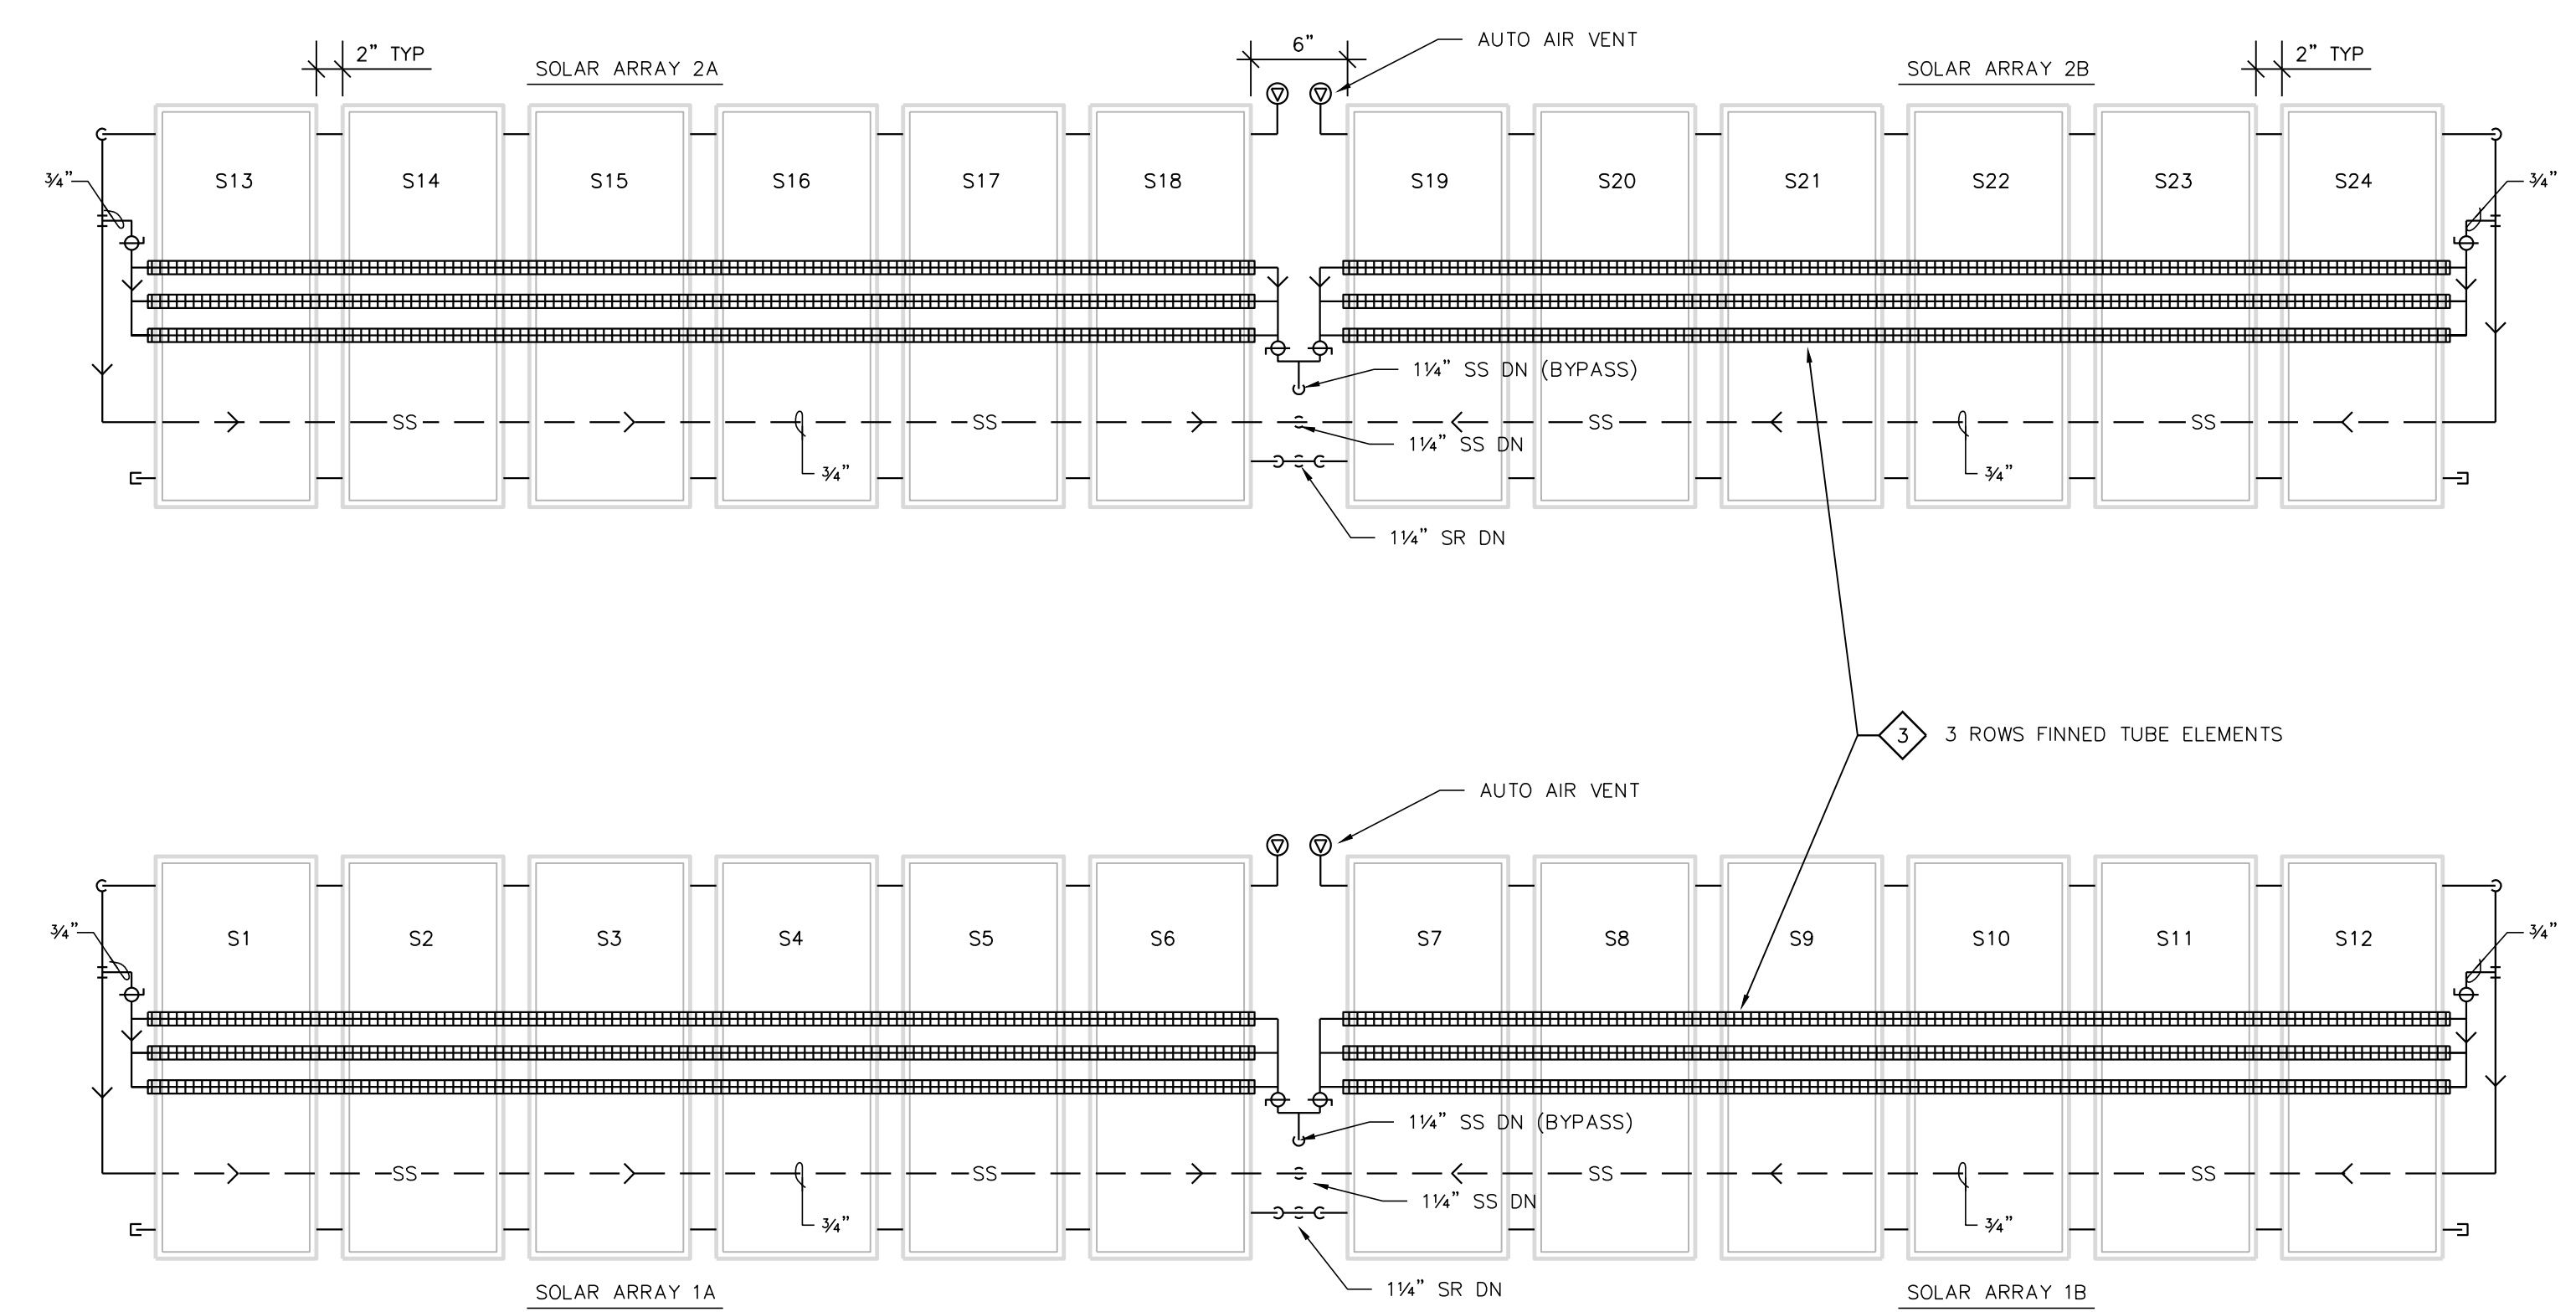 2” TYP
SOLAR ARRAY 2A
6”
AUTO AIR VENT
SOLAR ARRAY 2B
2” TYP
¾”
S13
S14
S15
S16
S17
S18
S19
S20
S21
S22
S23
S24
¾”
1¼” SS DN (BYPASS)
SS
SS
SS
SS
1¼” SS DN
¾”
¾”
1¼” SR DN
3
3 ROWS FINNED TUBE ELEMENTS
AUTO AIR VENT
¾”
S1
S2
S3
S4
S5
S6
S7
S8
S9
S10
S11
S12
¾”
1¼” SS DN (BYPASS)
SS
SS
SS
SS
1¼” SS DN
¾”
¾”
1¼” SR DN
SOLAR ARRAY 1A
SOLAR ARRAY 1B